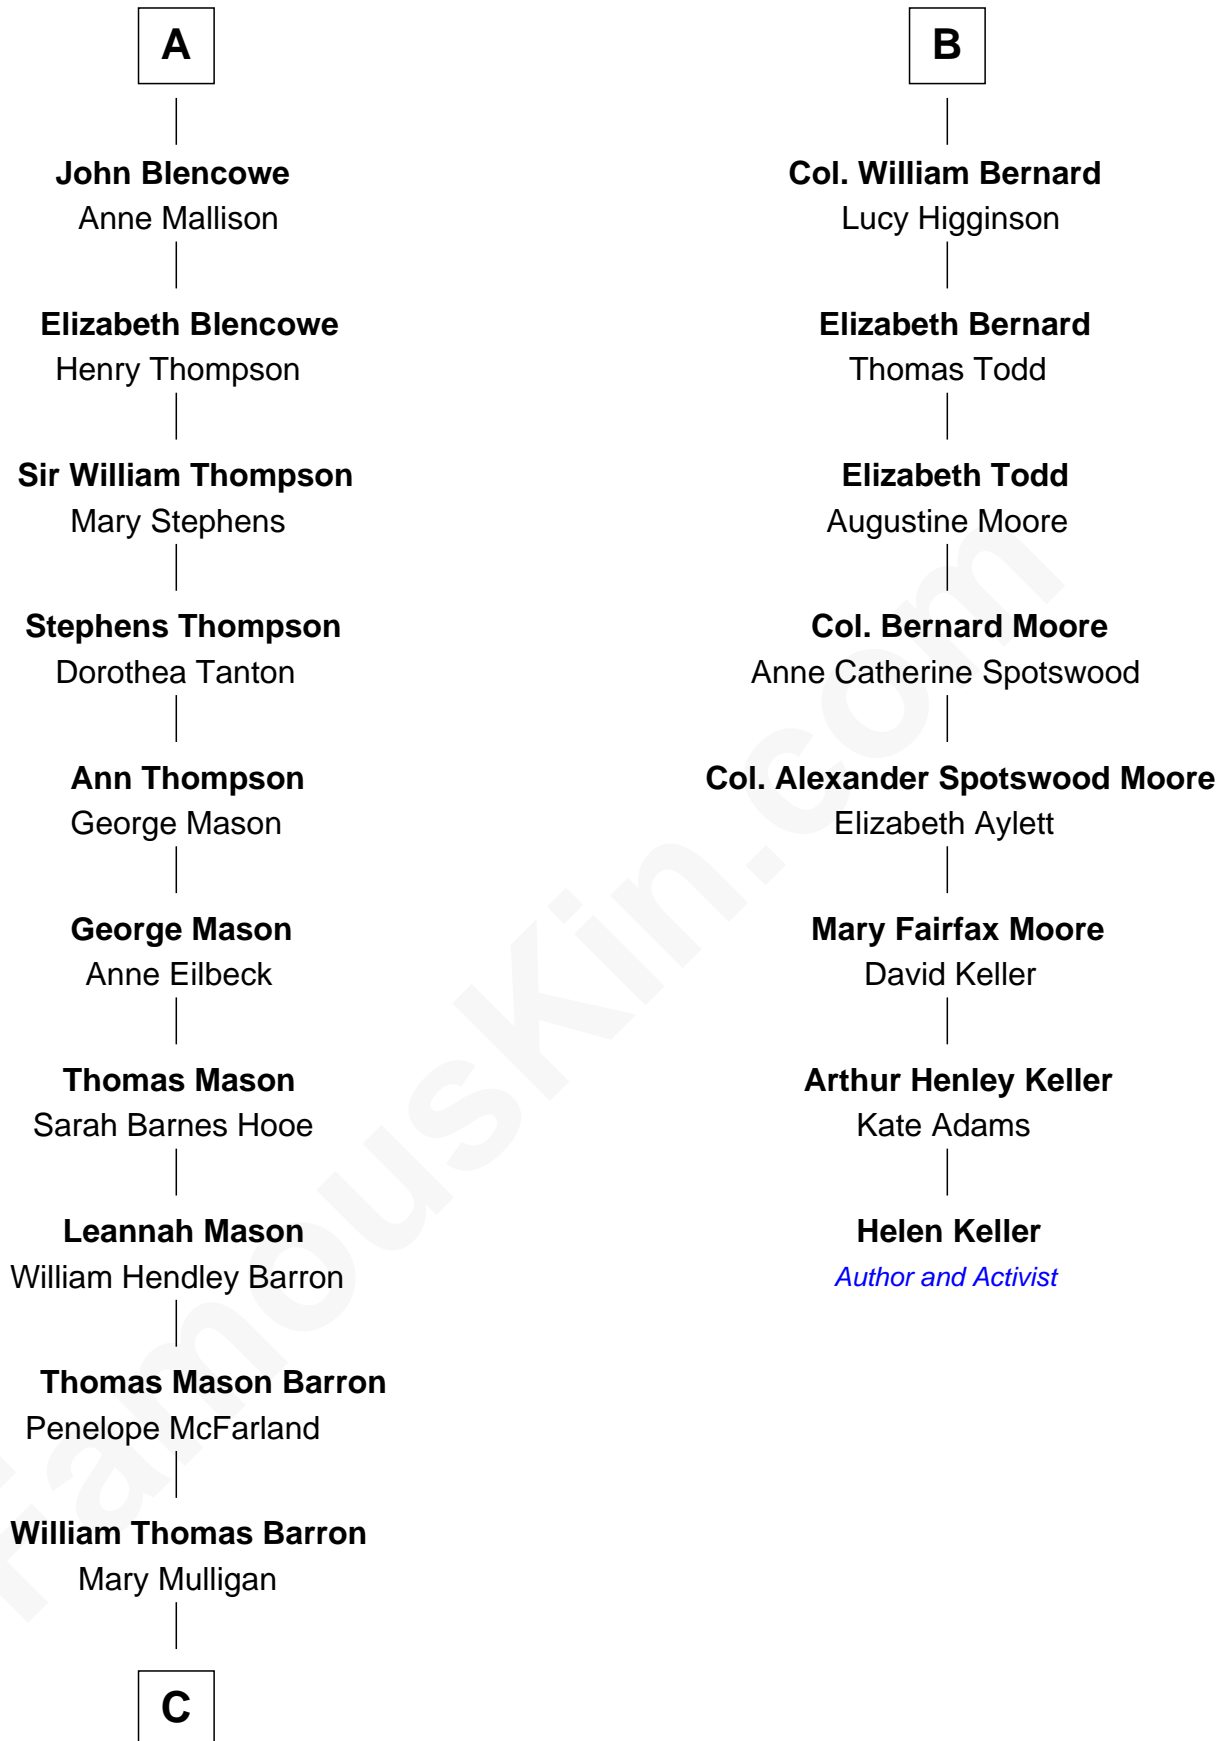 A
John Blencowe
Anne Mallison
Elizabeth Blencowe
Henry Thompson
Sir William Thompson
Mary Stephens
Stephens Thompson
Dorothea Tanton
Ann Thompson
George Mason
George Mason
Anne Eilbeck
Thomas Mason
Sarah Barnes Hooe
Leannah Mason
William Hendley Barron
Thomas Mason Barron
Penelope McFarland
William Thomas Barron
Mary Mulligan
C
B
Col. William Bernard
Lucy Higginson
Elizabeth Bernard
Thomas Todd
Elizabeth Todd
Augustine Moore
Col. Bernard Moore
Anne Catherine Spotswood
Col. Alexander Spotswood Moore
Elizabeth Aylett
Mary Fairfax Moore
David Keller
Arthur Henley Keller
Kate Adams
Helen Keller
Author and Activist
FamousKin.com